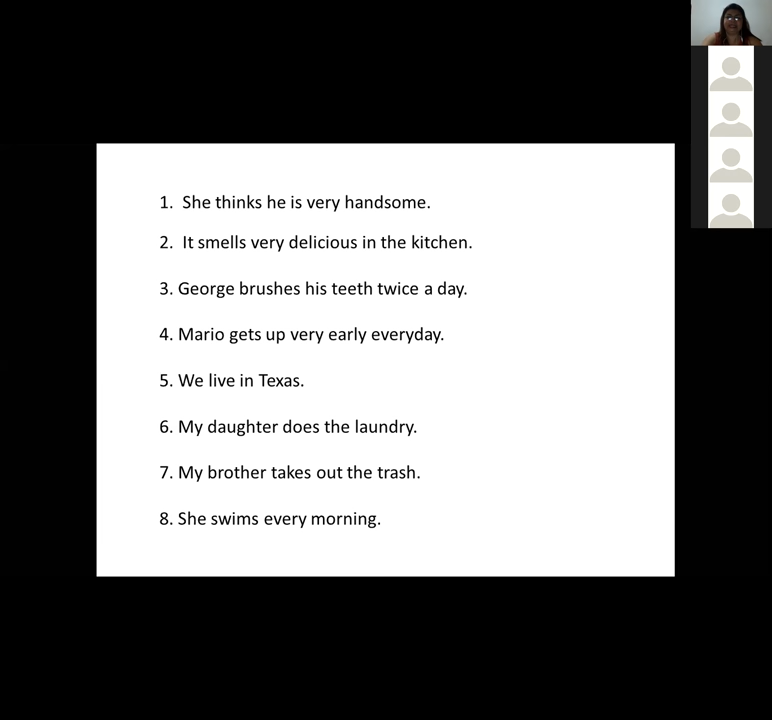 1. She thinks he is very handsome.
2. It smells very delicious in the kitchen.
3. George brushes his teeth twice a day.
4. Mario gets up very early everyday.
5. We live in Texas.
6. My daughter does the laundry.
7. My brother takes out the trash.
8. She swims every morning.